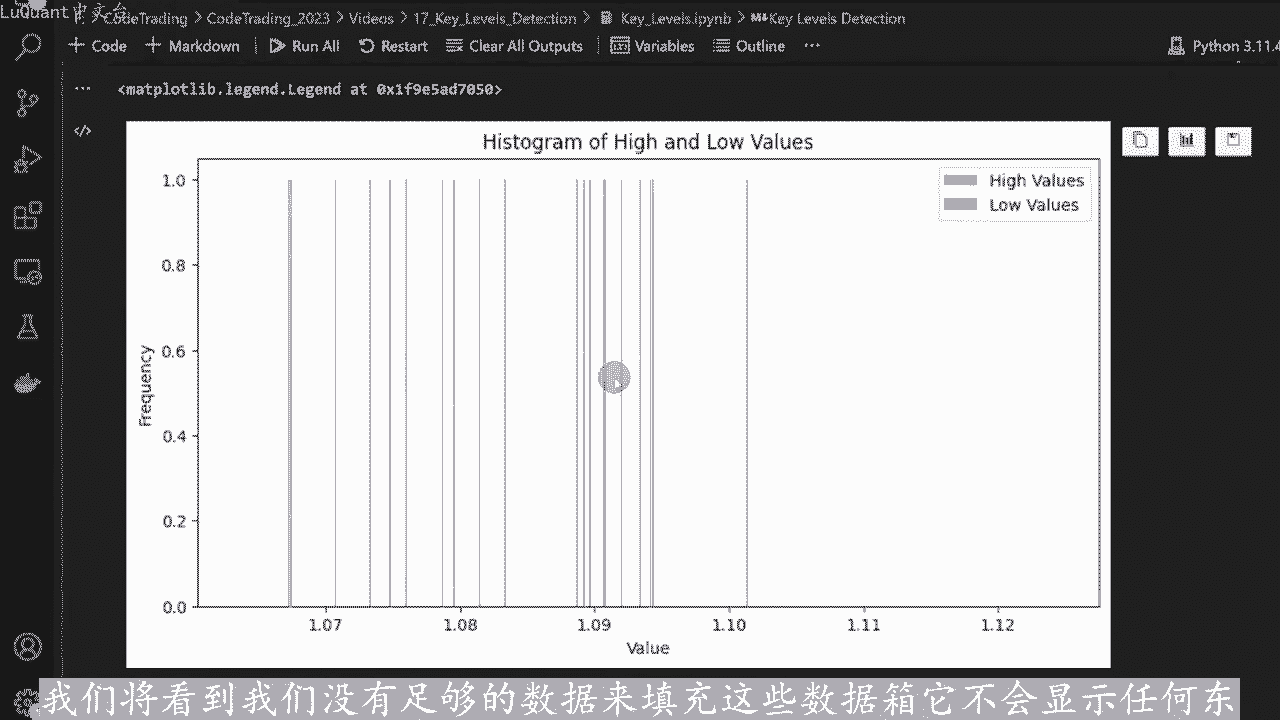 LuQuant中文台
CodeTrading > CodeTrading_2023 > Videos > 17_Key_Levels_Detection > Key_Levels.ipynb > Key Levels Detection
+ Code + Markdown Run All Restart Clear All Outputs Variables Outline ··· Python 3.11.4
<matplotlib.legend.Legend at 0x1f9e5ad7050>
Histogram of High and Low Values
High Values
Low Values
1.0
0.8
0.6
0.4
0.2
0.0
Frequency
1.07 1.08 1.09 1.10 1.11 1.12
Value
我们将看到我们没有足够的数据来填充这些数据箱它不会显示任何东